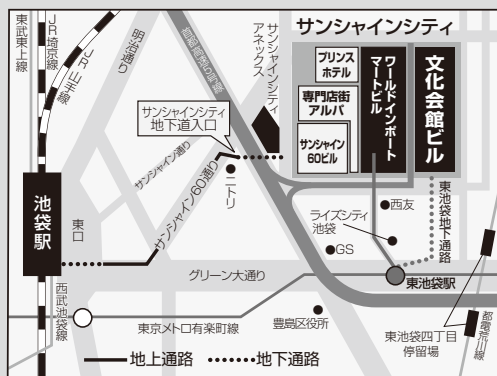 サンシャインシティ
東武東上線
JR埼京線
JR山手線
明治通り
首都高速5号線
サンシャインシティ
アネックス
プリンス
ホテル
専門店街
アルパ
サンシャイン
60ビル
ワールドインポート
マートビル
文化会館ビル
サンシャインシティ
地下道入口
サンシャイン通り
サンシャイン60通り
ニトリ
池袋駅
東口
西友
ライズシティ
池袋
GS
東池袋地下通路
グリーン大通り
東池袋駅
西武池袋線
東京メトロ有楽町線
豊島区役所
東池袋四丁目
停留場
都電荒川線
地上通路
地下通路